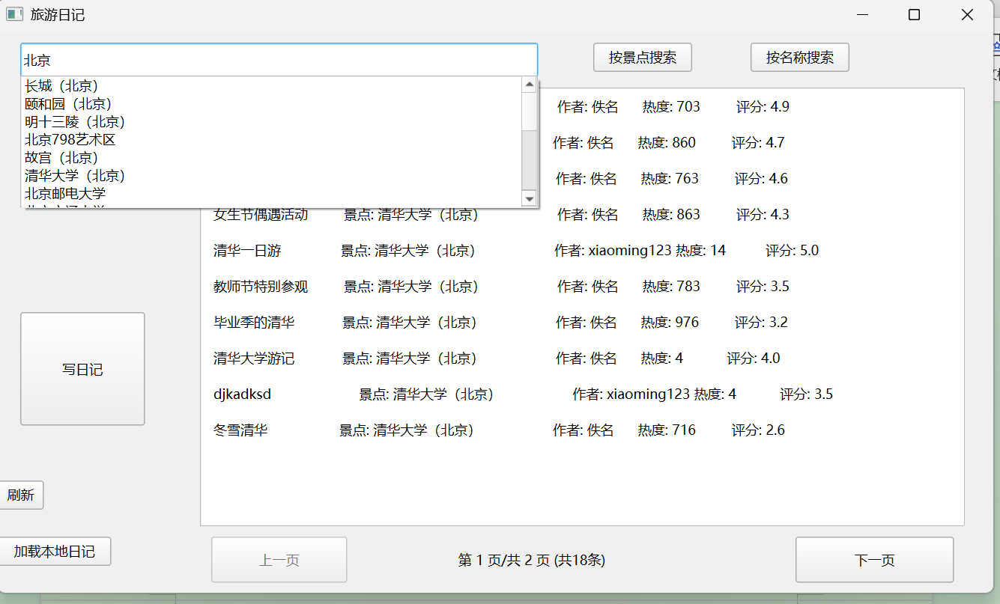 旅游日记
北京
按景点搜索
按名称搜索
长城（北京）
颐和园（北京）
明十三陵（北京）
北京798艺术区
故宫（北京）
清华大学（北京）
北京邮电大学
作者: 佚名 热度: 703 评分: 4.9
作者: 佚名 热度: 860 评分: 4.7
作者: 佚名 热度: 763 评分: 4.6
女生节偶遇活动 景点: 清华大学（北京） 作者: 佚名 热度: 863 评分: 4.3
清华一日游 景点: 清华大学（北京） 作者: xiaoming123 热度: 14 评分: 5.0
教师节特别参观 景点: 清华大学（北京） 作者: 佚名 热度: 783 评分: 3.5
毕业季的清华 景点: 清华大学（北京） 作者: 佚名 热度: 976 评分: 3.2
清华大学游记 景点: 清华大学（北京） 作者: 佚名 热度: 4 评分: 4.0
djkadksd 景点: 清华大学（北京） 作者: xiaoming123 热度: 4 评分: 3.5
冬雪清华 景点: 清华大学（北京） 作者: 佚名 热度: 716 评分: 2.6
写日记
刷新
加载本地日记
上一页
第 1 页/共 2 页 (共18条)
下一页